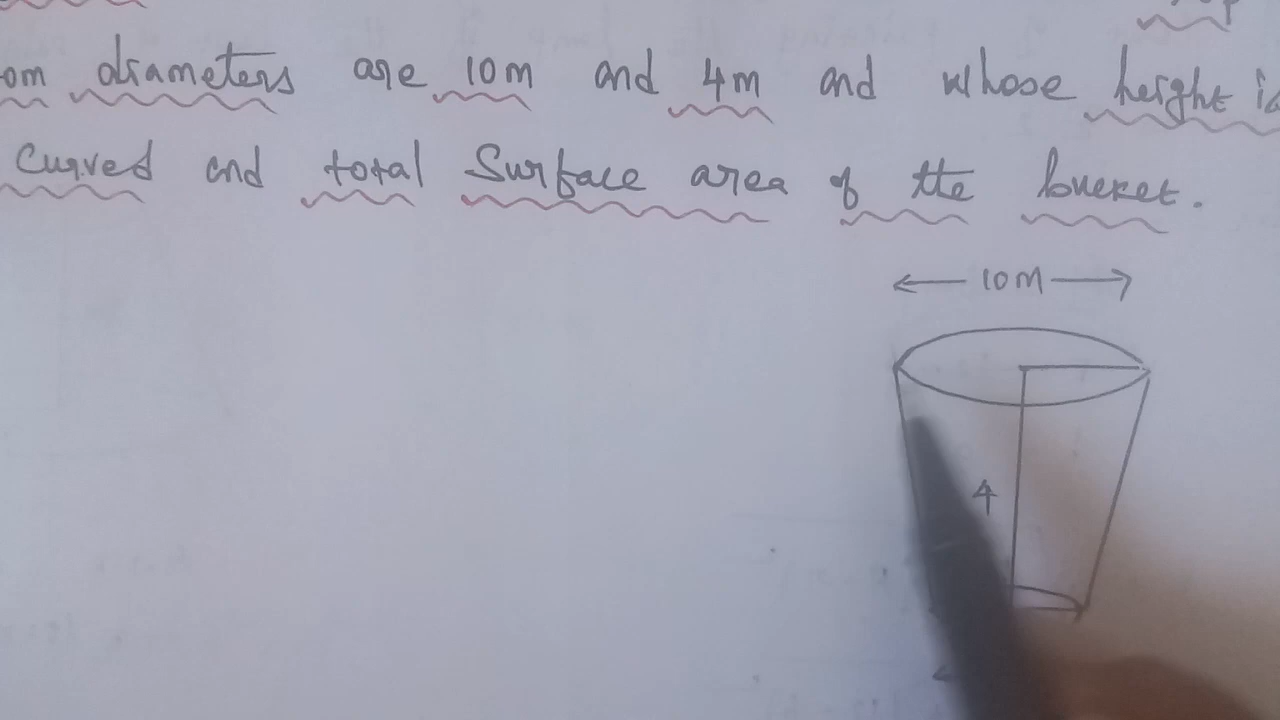 om diameters are 10m and 4m and whose height is
curved and total Surface area of the bucket.
10M
4